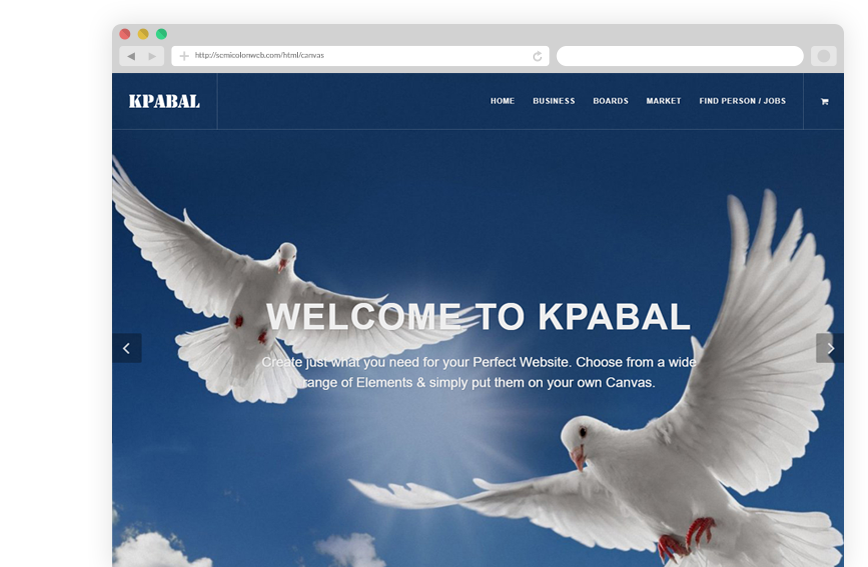 http://semicolonweb.com/html/canvas
KPABAL
HOME BUSINESS BOARDS MARKET FIND PERSON / JOBS
WELCOME TO KPABAL
Create just what you need for your Perfect Website. Choose from a wide
range of Elements & simply put them on your own Canvas.